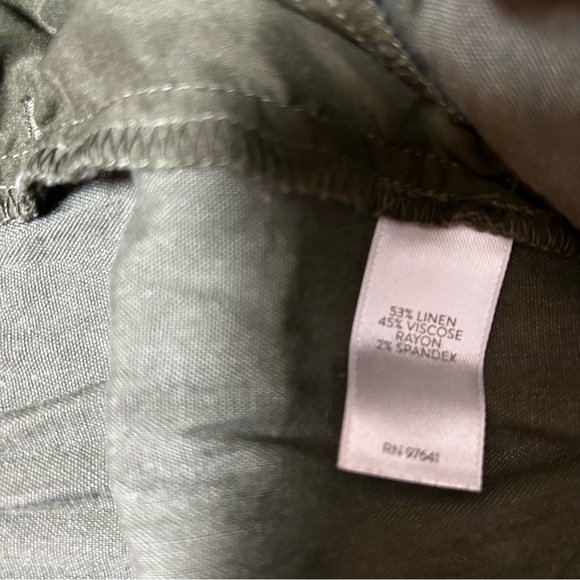 53% LINEN
45% VISCOSE
RAYON
2% SPANDEX
RN 97641